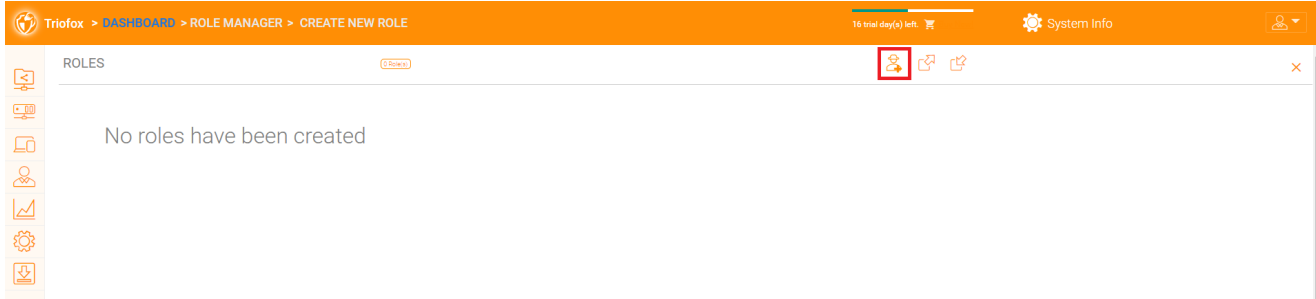 Triofox > DASHBOARD > ROLE MANAGER > CREATE NEW ROLE
16 trial day(s) left.
System Info
ROLES
0 Role(s)
No roles have been created